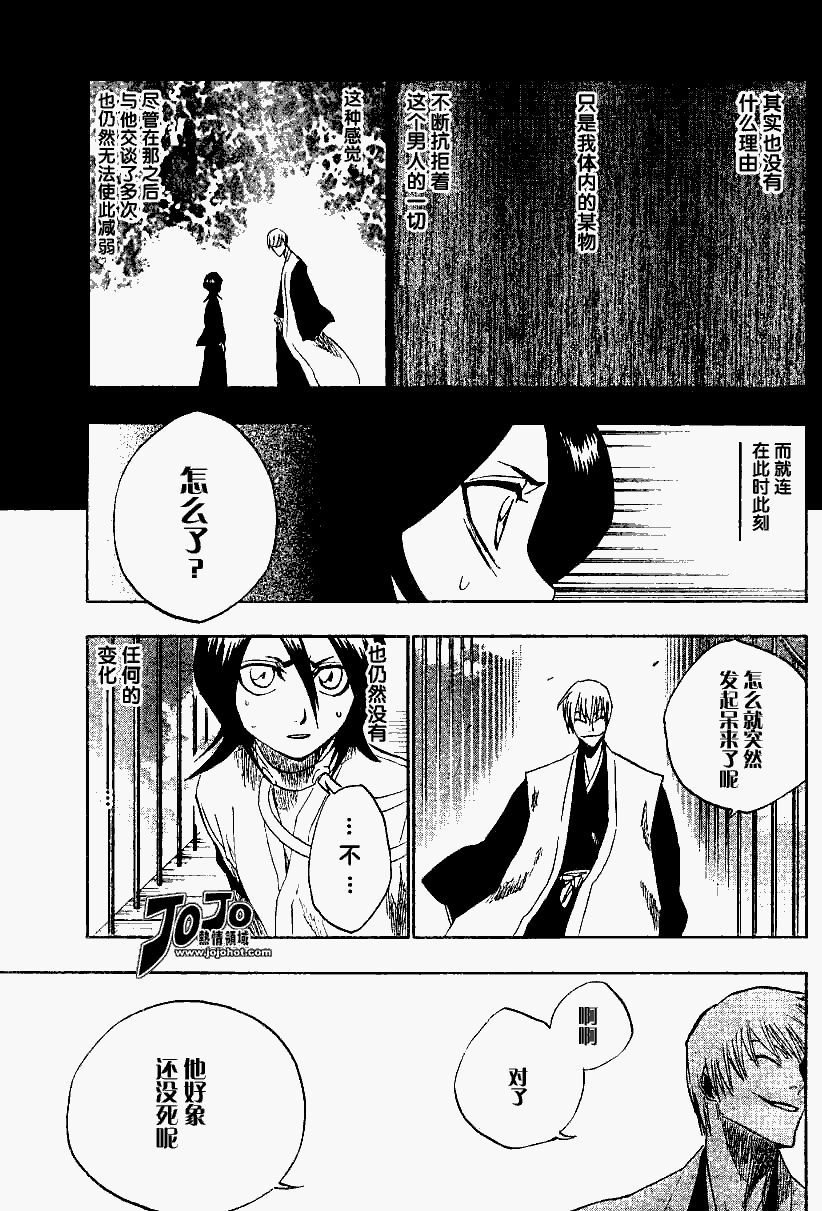 其实也没有
什么理由
只是我体内的某物
不断抗拒着
这个男人的一切
这种感觉
尽管在那之后
与他交谈了多次
也仍然无法使此减弱
而就连
在此时此刻
怎么了？
怎么就突然
发起呆来了呢
也仍然没有
任何的
变化
…
…不…
JOJO
熱情領域
www.jojohot.com
啊啊
对了
他好象
还没死呢